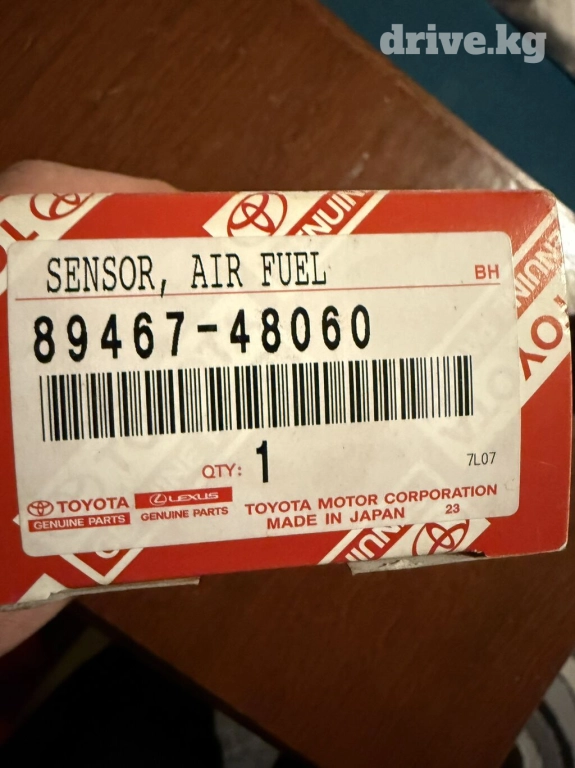 drive.kg
GENUINE
SENSOR, AIR FUEL
BH
89467-48060
QTY: 1
7L07
TOYOTA
GENUINE PARTS
LEXUS
GENUINE PARTS
TOYOTA MOTOR CORPORATION
MADE IN JAPAN 23